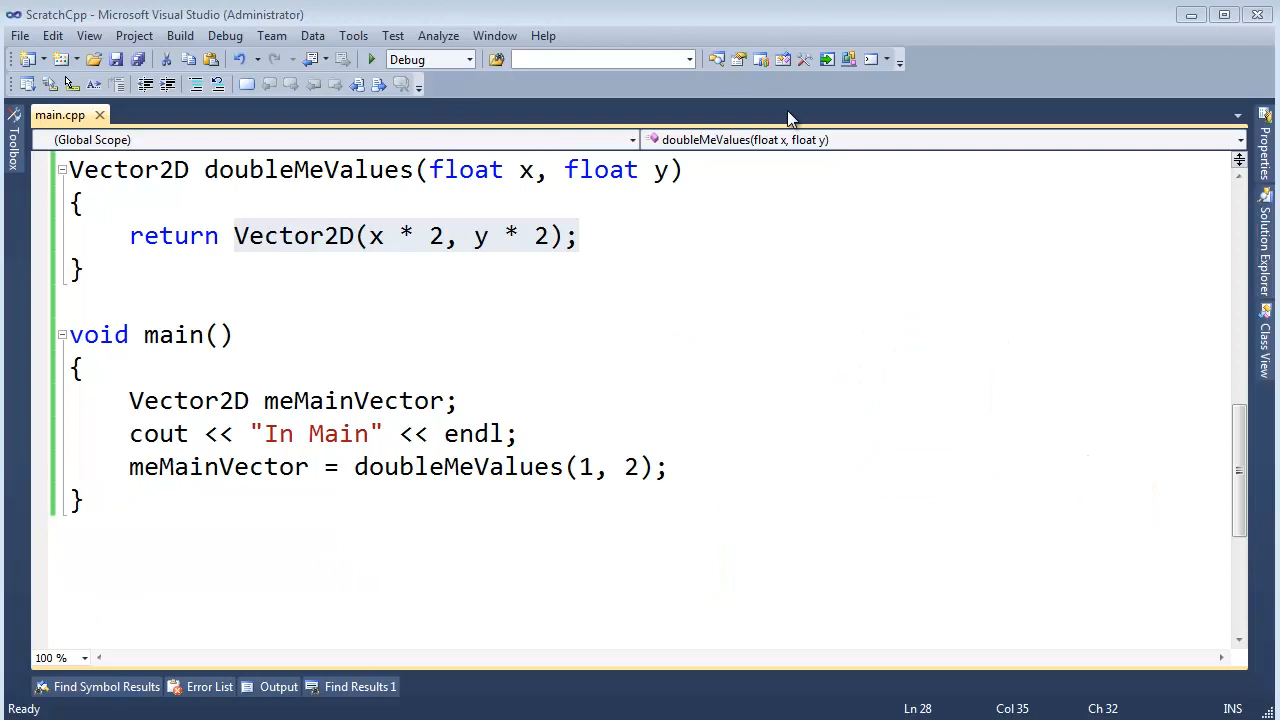 ScratchCpp - Microsoft Visual Studio (Administrator)
File Edit View Project Build Debug Team Data Tools Test Analyze Window Help
Debug
main.cpp
(Global Scope) doubleMeValues(float x, float y)
Toolbox
Properties
Solution Explorer
Class View
Vector2D doubleMeValues(float x, float y)
{
return Vector2D(x * 2, y * 2);
}
void main()
{
Vector2D meMainVector;
cout << "In Main" << endl;
meMainVector = doubleMeValues(1, 2);
}
100 %
Find Symbol Results Error List Output Find Results 1
Ready Ln 28 Col 35 Ch 32 INS